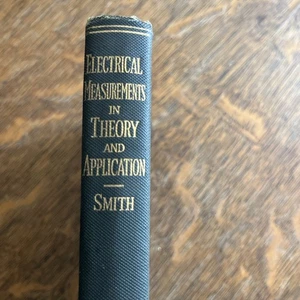 ELECTRICAL
MEASUREMENTS
IN
THEORY
AND
APPLICATION
SMITH